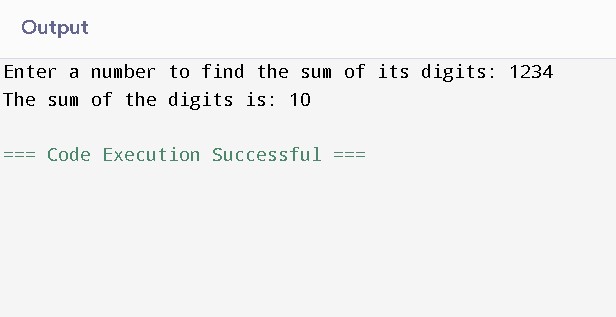 Output
Enter a number to find the sum of its digits: 1234
The sum of the digits is: 10
=== Code Execution Successful ===